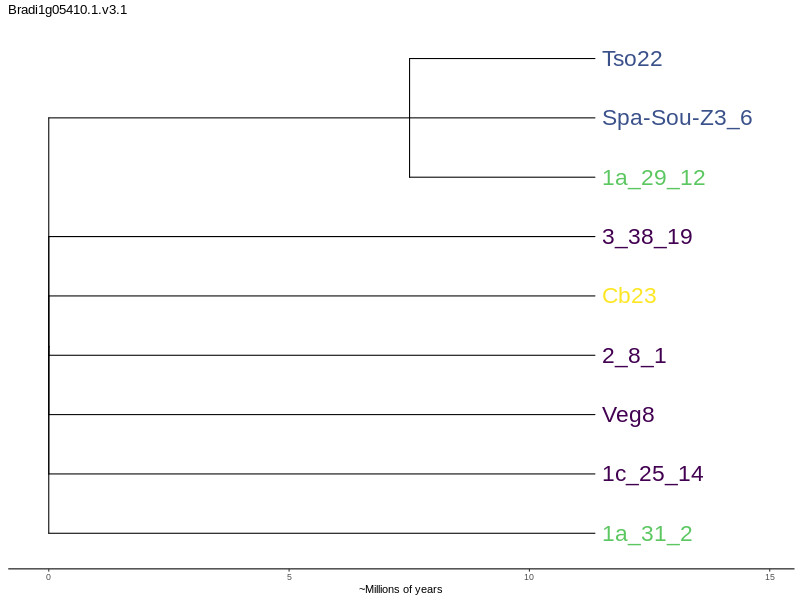 Bradi1g05410.1.v3.1
Tso22
Spa-Sou-Z3_6
1a_29_12
3_38_19
Cb23
2_8_1
Veg8
1c_25_14
1a_31_2
0 5 10 15
~Millions of years